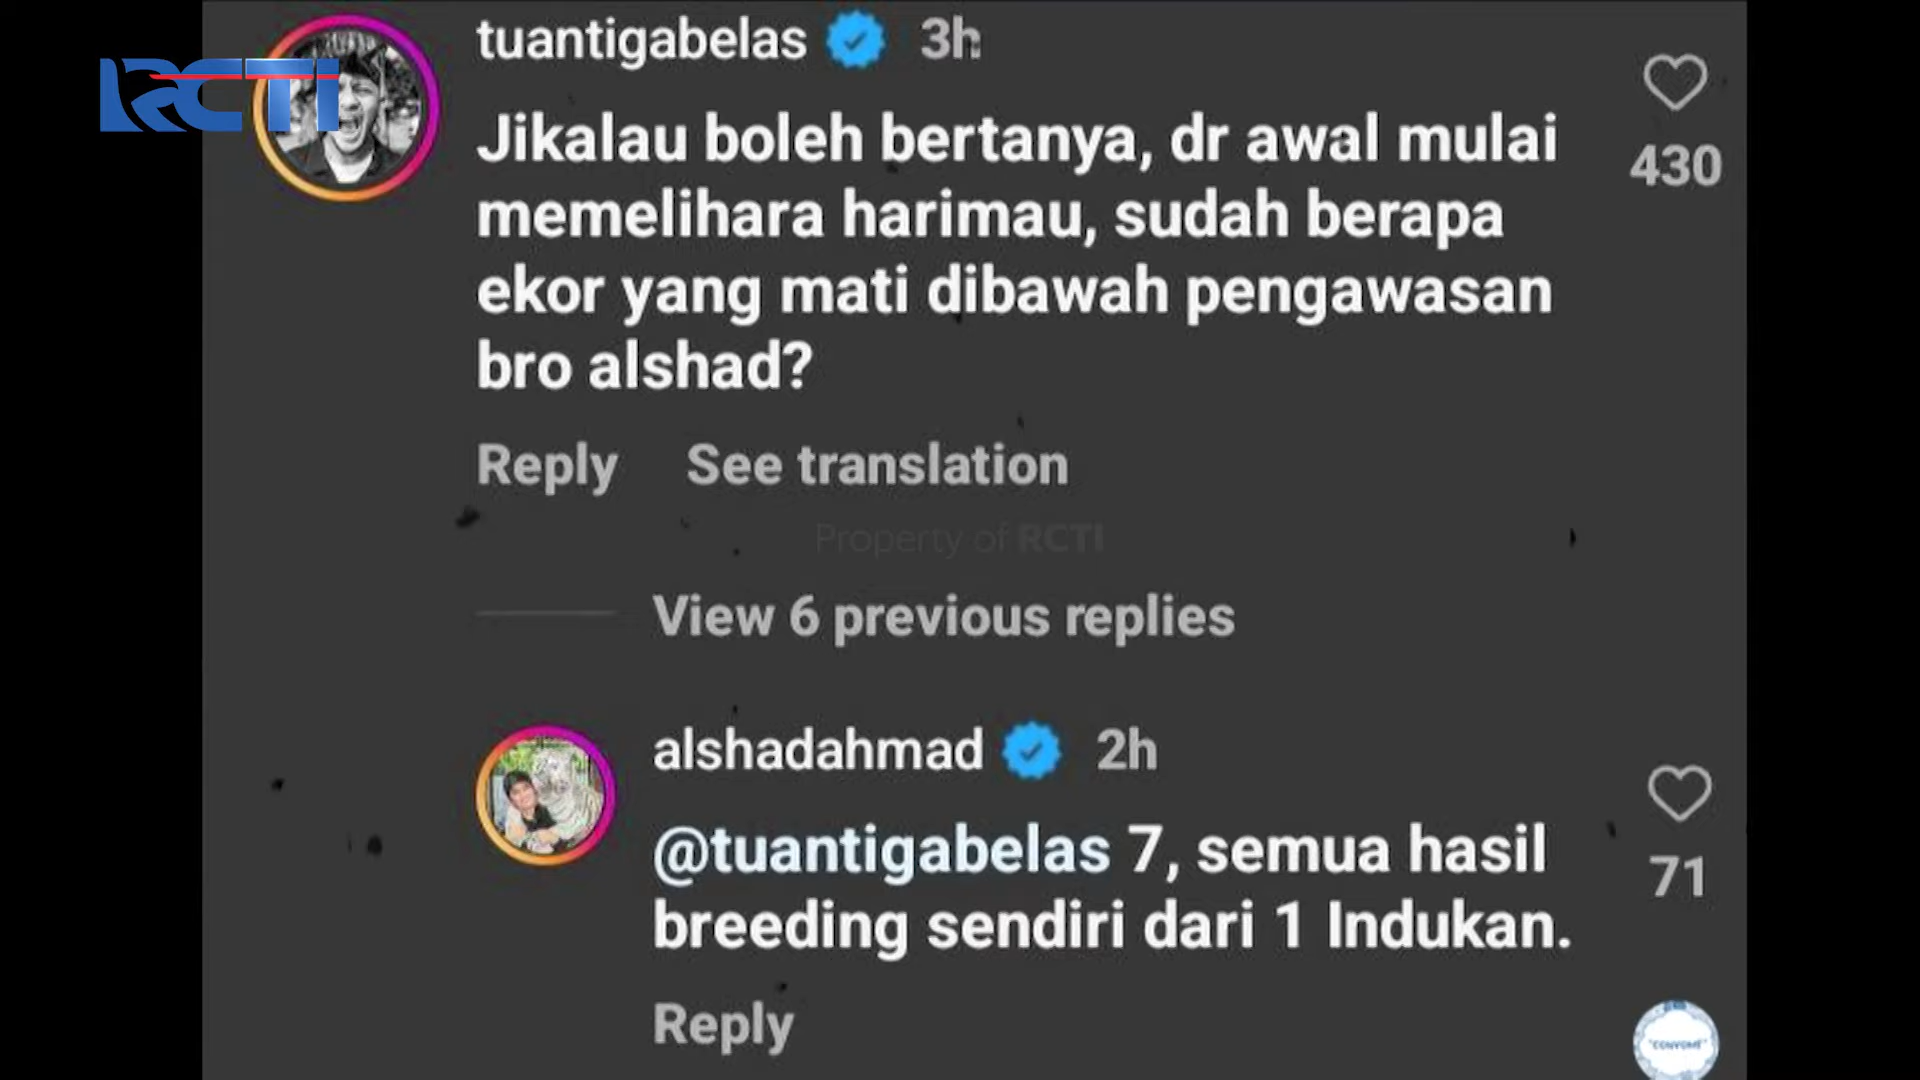 RCTI
tuantigabelas 3h
Jikalau boleh bertanya, dr awal mulai
memelihara harimau, sudah berapa
ekor yang mati dibawah pengawasan
bro alshad?
430
Reply See translation
Property of RCTI
View 6 previous replies
alshadahmad 2h
@tuantigabelas 7, semua hasil
breeding sendiri dari 1 Indukan.
71
Reply